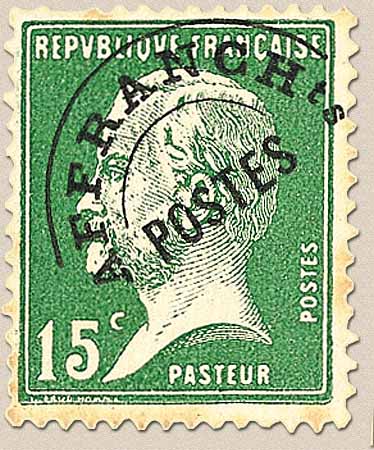 REPVBLIQVE FRANÇAISE
AFFRANCHts
POSTES
POSTES
15c
PASTEUR